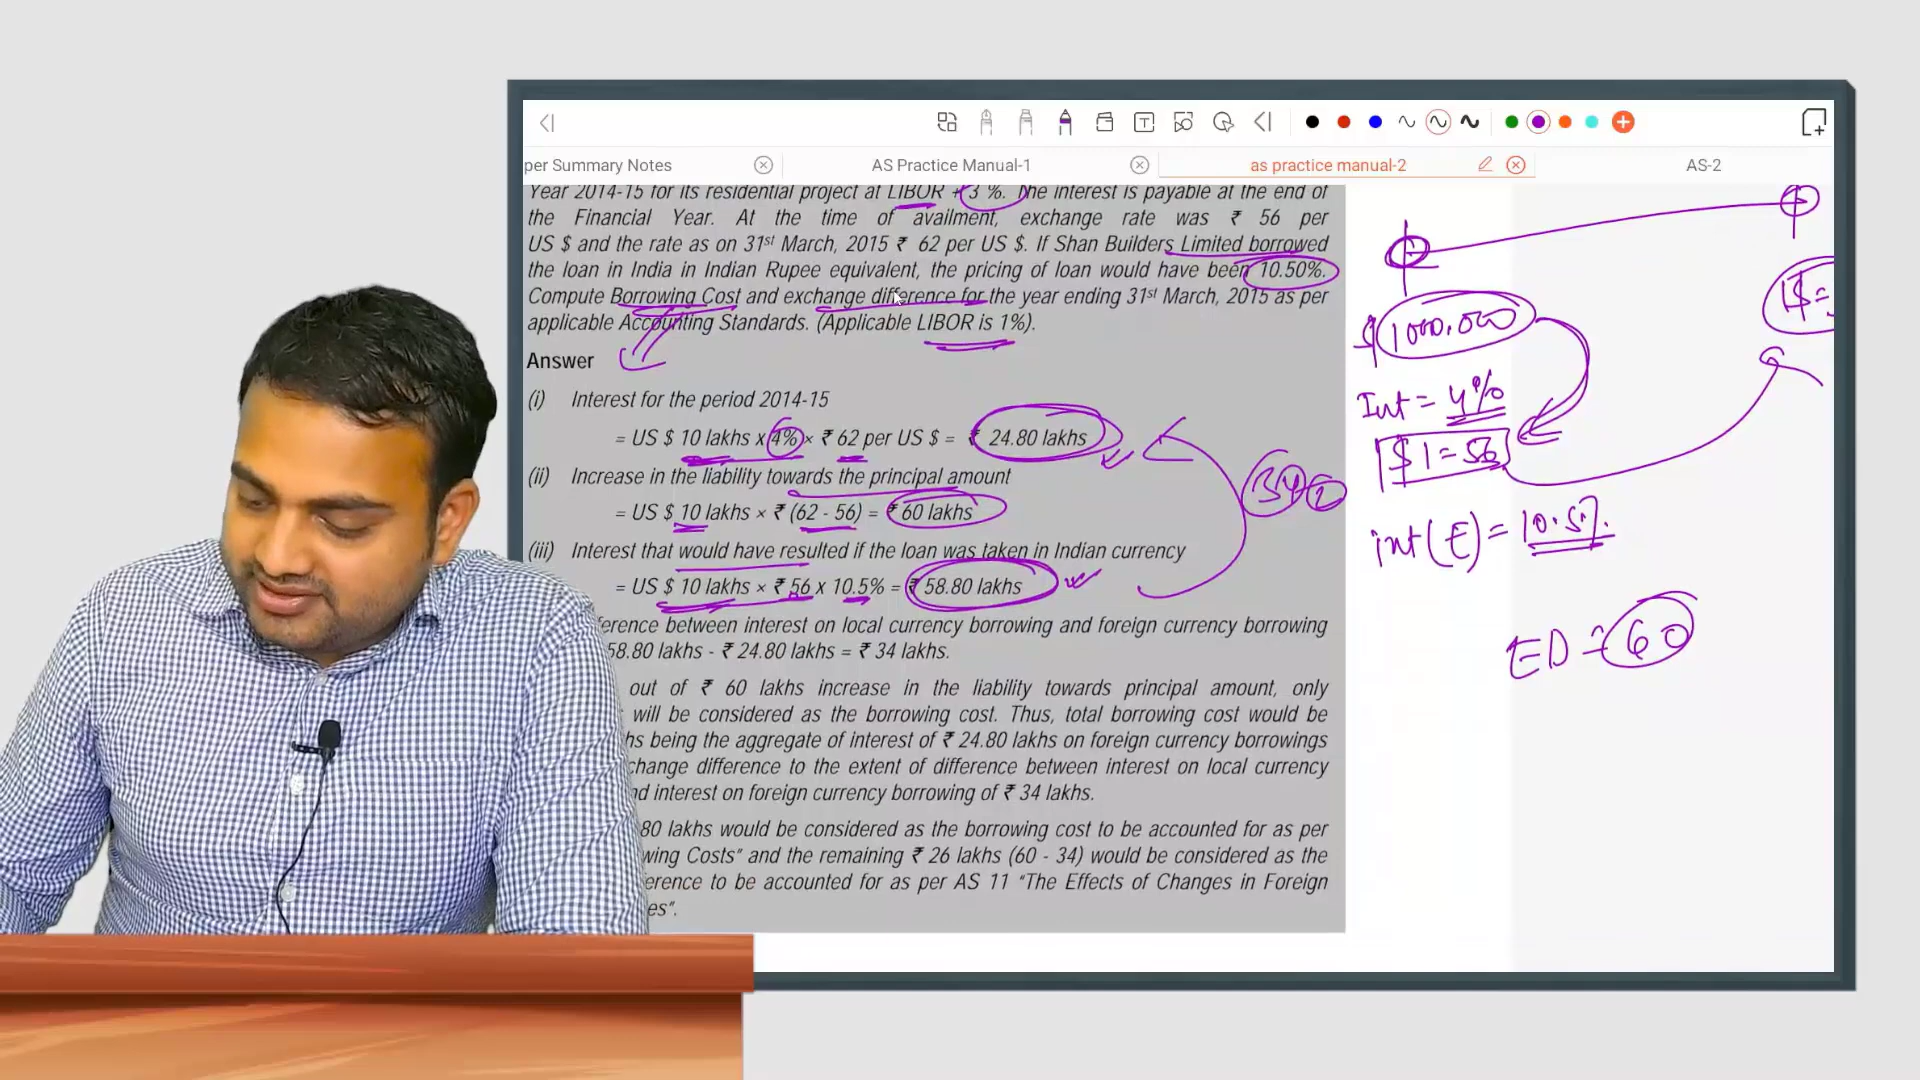 per Summary Notes
AS Practice Manual-1
as practice manual-2
AS-2
Year 2014-15 for its residential project at LIBOR + 3 %. The interest is payable at the end of
the Financial Year. At the time of availment, exchange rate was ₹ 56 per
US $ and the rate as on 31st March, 2015 ₹ 62 per US $. If Shan Builders Limited borrowed
the loan in India in Indian Rupee equivalent, the pricing of loan would have been 10.50%.
Compute Borrowing Cost and exchange difference for the year ending 31st March, 2015 as per
applicable Accounting Standards. (Applicable LIBOR is 1%).
Answer
(i) Interest for the period 2014-15
= US $ 10 lakhs x 4% × ₹ 62 per US $ = ₹ 24.80 lakhs
(ii) Increase in the liability towards the principal amount
= US $ 10 lakhs × ₹ (62 - 56) = ₹ 60 lakhs
(iii) Interest that would have resulted if the loan was taken in Indian currency
= US $ 10 lakhs × ₹ 56 x 10.5% = ₹ 58.80 lakhs
ference between interest on local currency borrowing and foreign currency borrowing
58.80 lakhs - ₹ 24.80 lakhs = ₹ 34 lakhs.
out of ₹ 60 lakhs increase in the liability towards principal amount, only
will be considered as the borrowing cost. Thus, total borrowing cost would be
hs being the aggregate of interest of ₹ 24.80 lakhs on foreign currency borrowings
change difference to the extent of difference between interest on local currency
nd interest on foreign currency borrowing of ₹ 34 lakhs.
80 lakhs would be considered as the borrowing cost to be accounted for as per
wing Costs" and the remaining ₹ 26 lakhs (60 - 34) would be considered as the
erence to be accounted for as per AS 11 "The Effects of Changes in Foreign
es".
$ 1000,000
Int = 4%
$ 1 = 56
int (E) = 10.5%.
ED = 60
1$ =